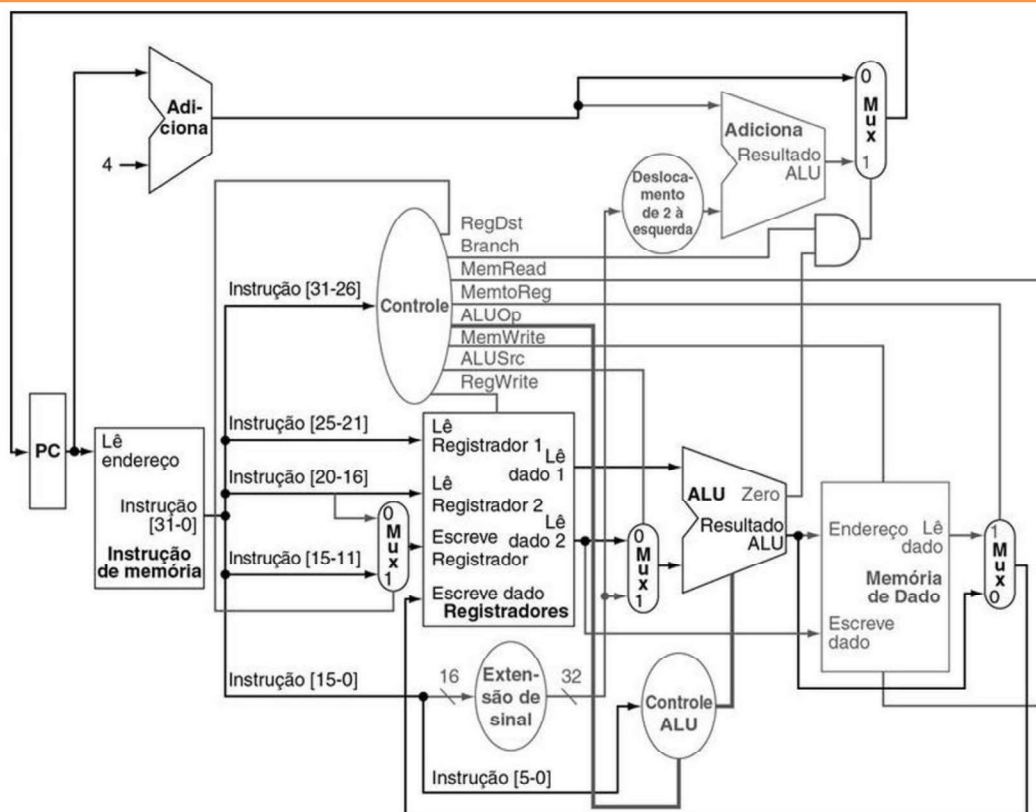 Adi-
ciona
4
0
Mux
1
Adiciona
Resultado
ALU
Desloca-
mento
de 2 à
esquerda
RegDst
Branch
MemRead
MemtoReg
ALUOp
MemWrite
ALUSrc
RegWrite
Controle
Instrução [31-26]
Instrução [25-21]
Instrução [20-16]
Instrução [15-11]
Instrução [15-0]
Instrução [5-0]
PC
Lê
endereço
Instrução
[31-0]
Instrução
de memória
0
Mux
1
Lê
Registrador 1
Lê
Registrador 2
Escreve
Registrador
Escreve dado
Lê
dado 1
Lê
dado 2
Registradores
0
Mux
1
ALU
Zero
Resultado
ALU
Endereço
Lê
dado
Memória
de Dado
Escreve
dado
1
Mux
0
16
Exten-
são de
sinal
32
Controle
ALU